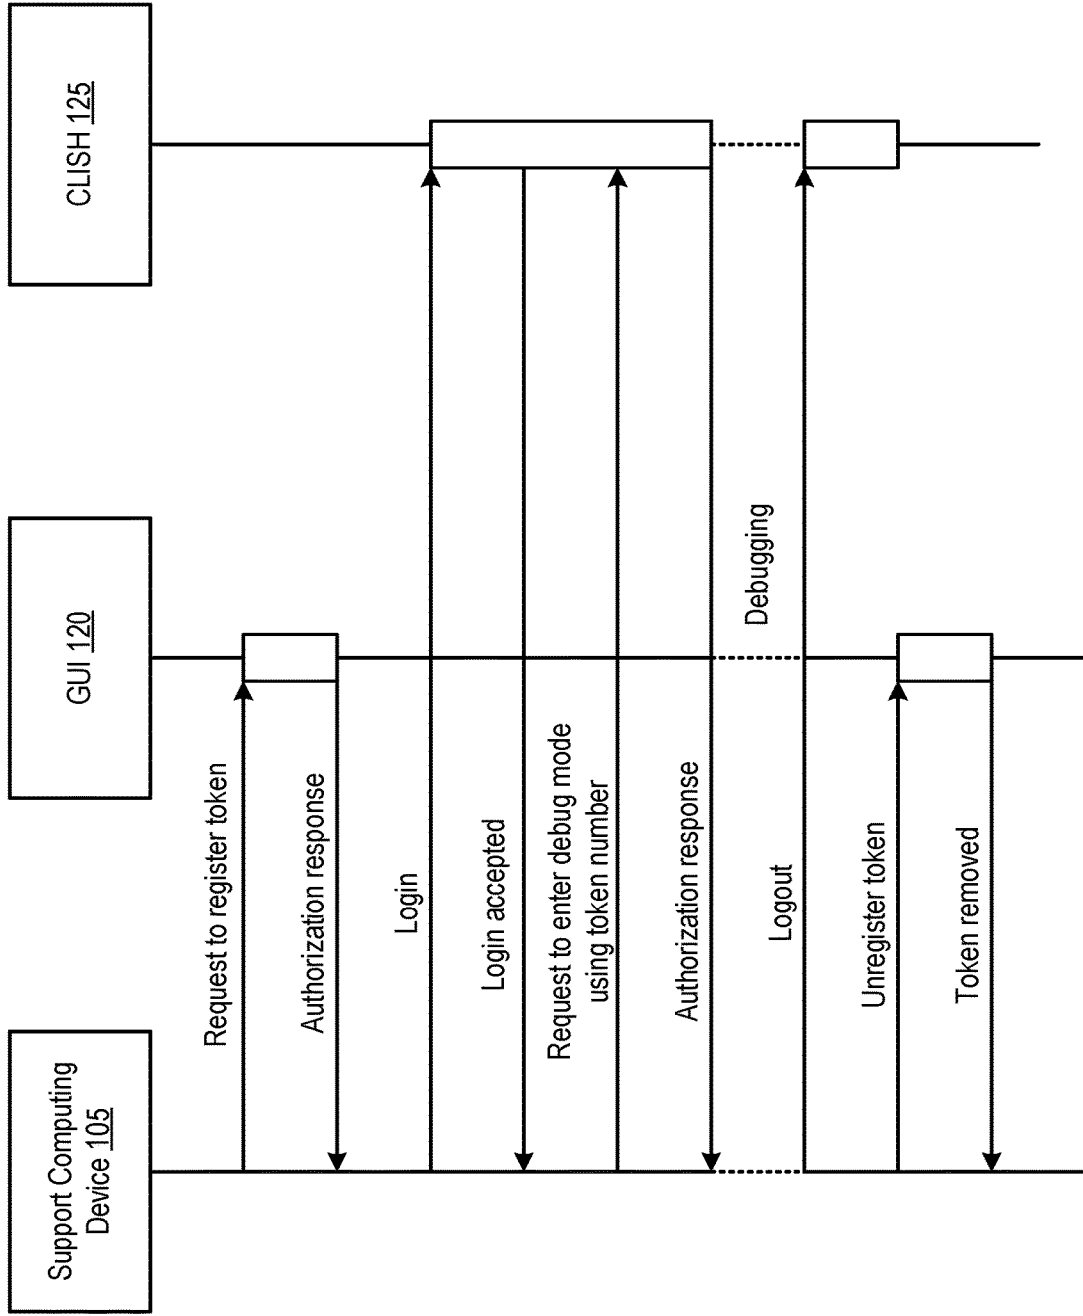 Support Computing
Device 105
GUI 120
CLISH 125
Request to register token
Authorization response
Login
Login accepted
Request to enter debug mode
using token number
Authorization response
Debugging
Logout
Unregister token
Token removed